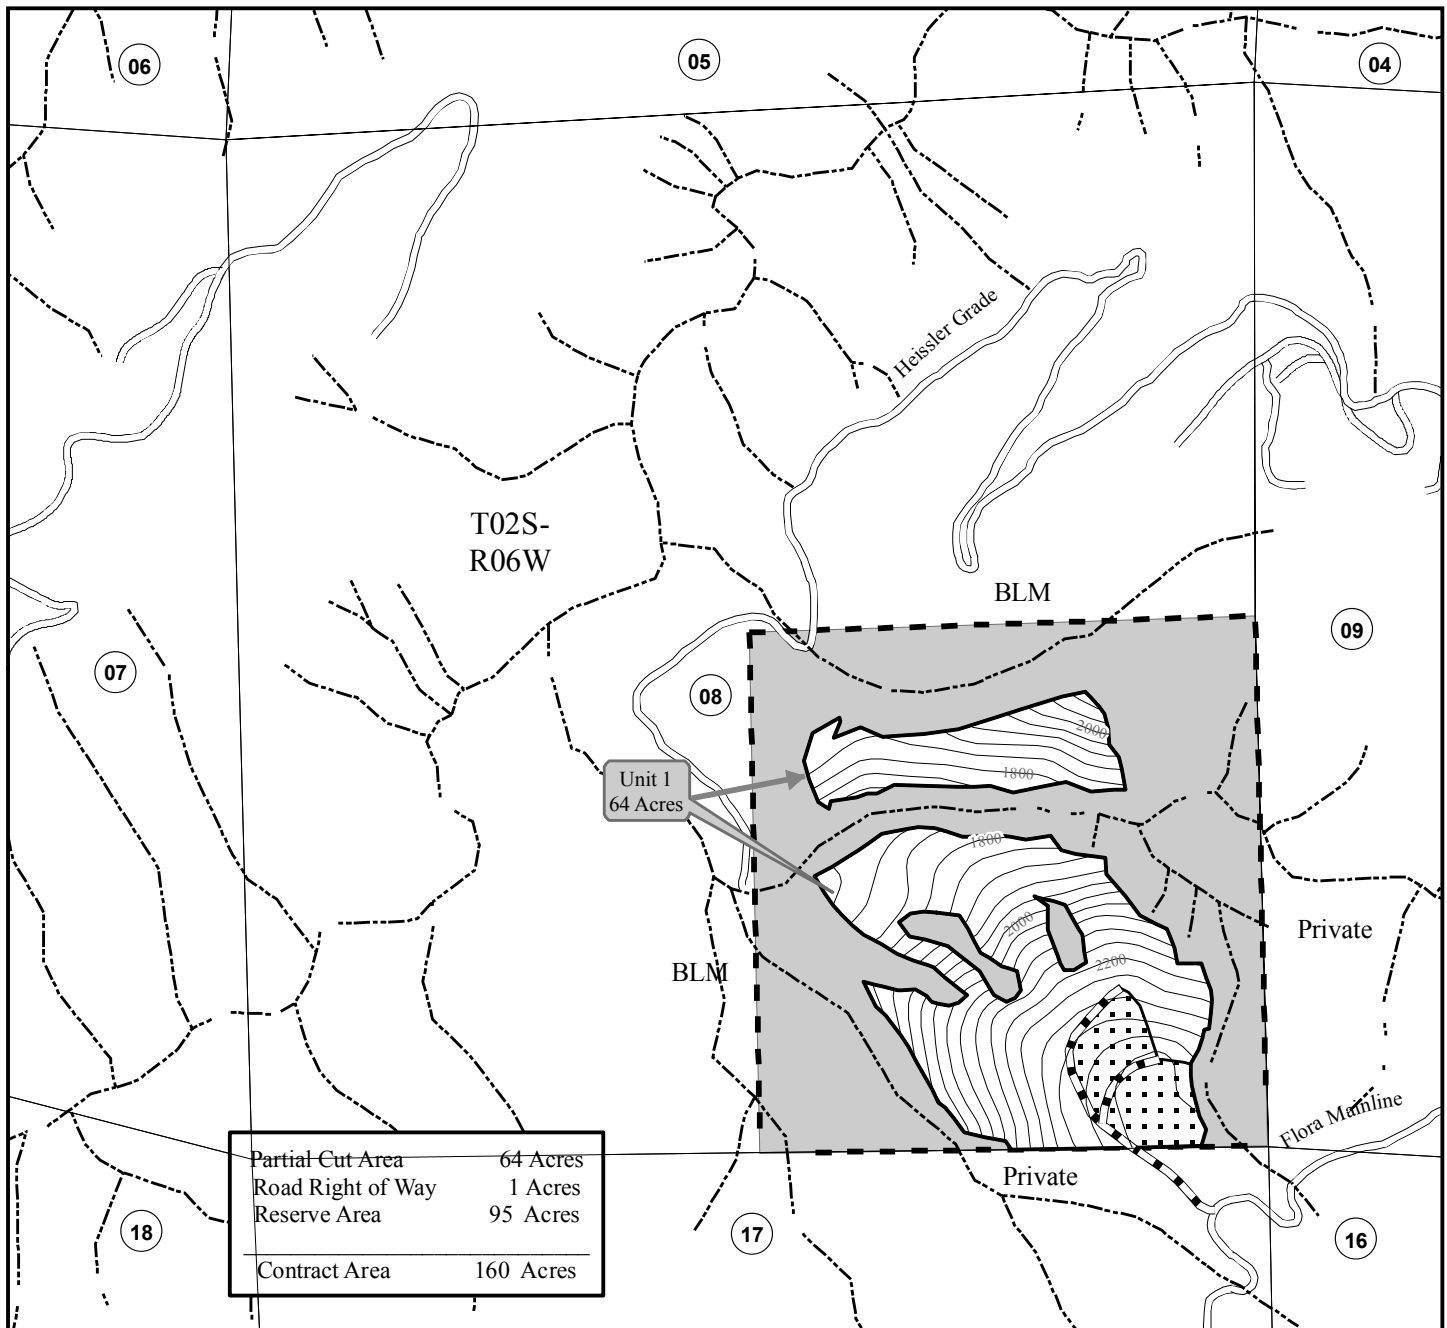 06
05
04
Heissler Grade
T02S-
R06W
BLM
09
07
08
2000
1800
Unit 1
64 Acres
1800
2000
2200
Private
BLM
Flora Mainline
Private
Partial Cut Area 64 Acres
Road Right of Way 1 Acres
Reserve Area 95 Acres
Contract Area 160 Acres
18
17
16